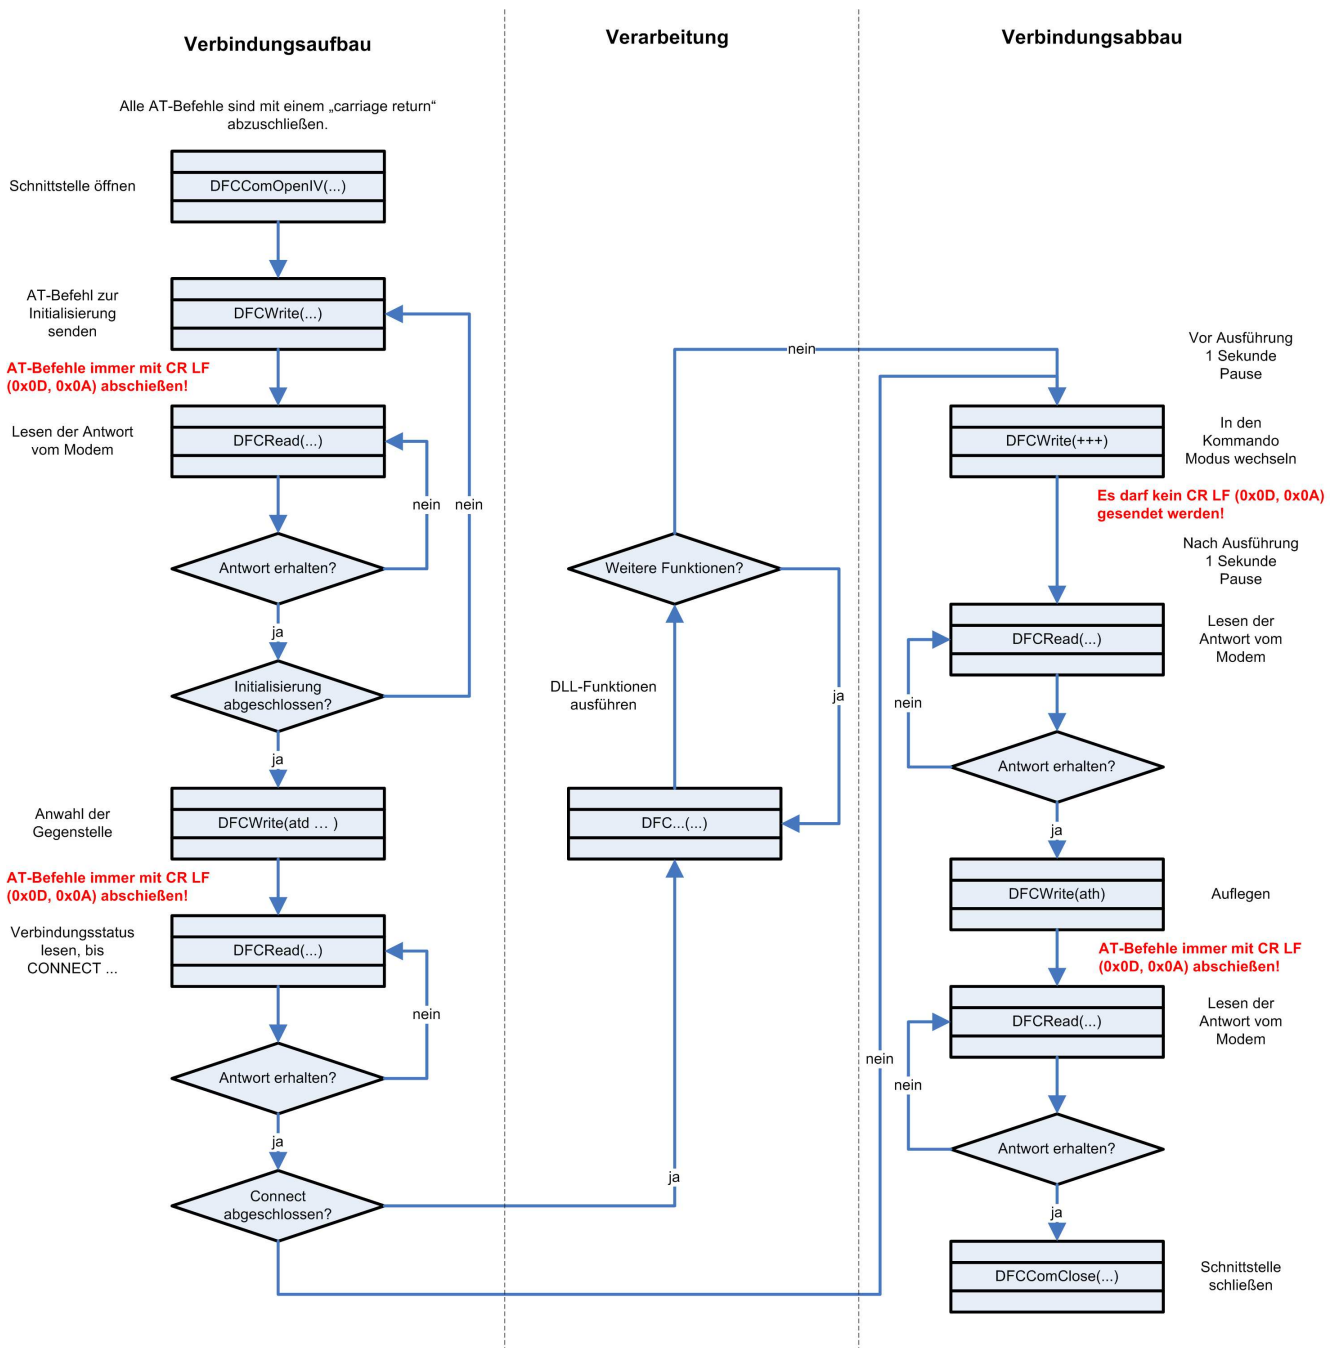 Verbindungsaufbau
Alle AT-Befehle sind mit einem „carriage return“
abzuschließen.
Schnittstelle öffnen
DFCComOpenIV(...)
AT-Befehl zur
Initialisierung
senden
DFCWrite(...)
AT-Befehle immer mit CR LF
(0x0D, 0x0A) abschießen!
Lesen der Antwort
vom Modem
DFCRead(...)
nein
nein
Antwort erhalten?
ja
Initialisierung
abgeschlossen?
ja
Anwahl der
Gegenstelle
DFCWrite(atd ... )
AT-Befehle immer mit CR LF
(0x0D, 0x0A) abschießen!
Verbindungsstatus
lesen, bis
CONNECT ...
DFCRead(...)
nein
Antwort erhalten?
ja
Connect
abgeschlossen?
Verarbeitung
nein
Weitere Funktionen?
DLL-Funktionen
ausführen
ja
DFC...(...)
ja
Verbindungsabbau
Vor Ausführung
1 Sekunde
Pause
DFCWrite(+++)
In den
Kommando
Modus wechseln
Es darf kein CR LF (0x0D, 0x0A)
gesendet werden!
Nach Ausführung
1 Sekunde
Pause
DFCRead(...)
Lesen der
Antwort vom
Modem
nein
Antwort erhalten?
ja
DFCWrite(ath)
Auflegen
AT-Befehle immer mit CR LF
(0x0D, 0x0A) abschießen!
DFCRead(...)
Lesen der
Antwort vom
Modem
nein
nein
Antwort erhalten?
ja
DFCComClose(...)
Schnittstelle
schließen